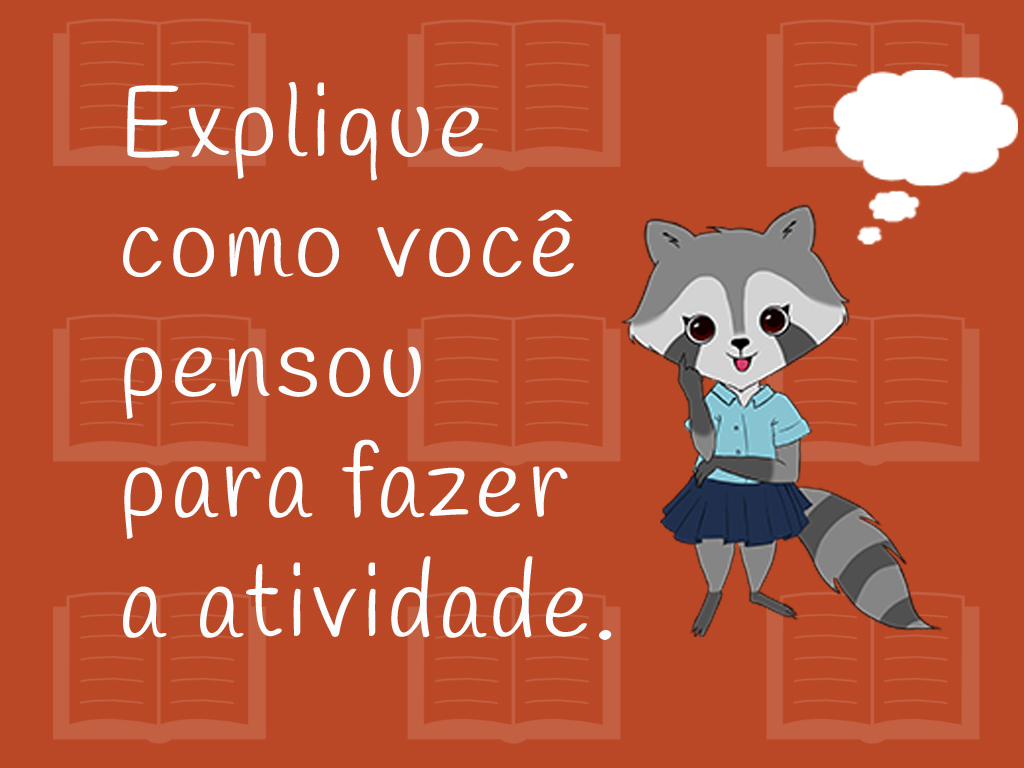 Explique
como você
pensou
para fazer
a atividade.